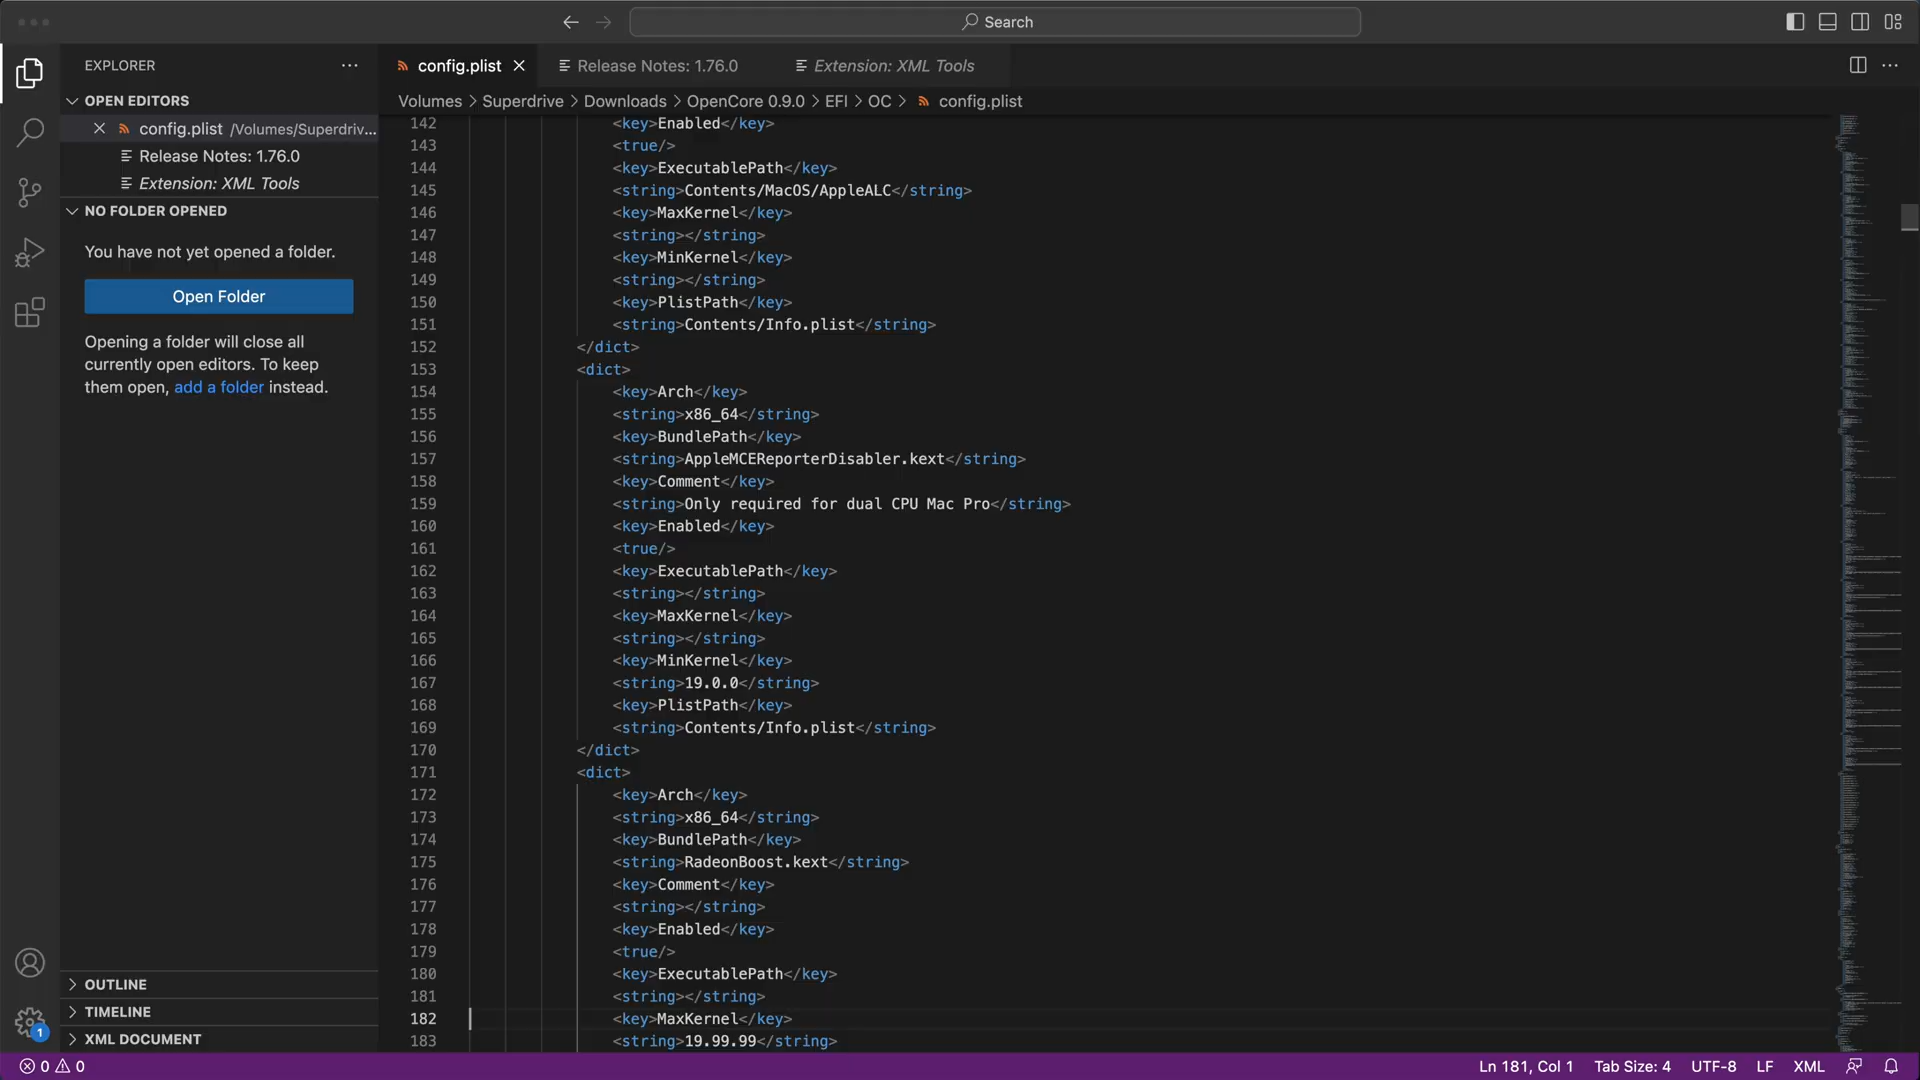 Search
EXPLORER
OPEN EDITORS
config.plist /Volumes/Superdriv...
Release Notes: 1.76.0
Extension: XML Tools
NO FOLDER OPENED
You have not yet opened a folder.
Open Folder
Opening a folder will close all
currently open editors. To keep
them open, add a folder instead.
OUTLINE
TIMELINE
XML DOCUMENT
1
config.plist
Release Notes: 1.76.0
Extension: XML Tools
Volumes > Superdrive > Downloads > OpenCore 0.9.0 > EFI > OC > config.plist
142 <key>Enabled</key>
143 <true/>
144 <key>ExecutablePath</key>
145 <string>Contents/MacOS/AppleALC</string>
146 <key>MaxKernel</key>
147 <string></string>
148 <key>MinKernel</key>
149 <string></string>
150 <key>PlistPath</key>
151 <string>Contents/Info.plist</string>
152 </dict>
153 <dict>
154 <key>Arch</key>
155 <string>x86_64</string>
156 <key>BundlePath</key>
157 <string>AppleMCEReporterDisabler.kext</string>
158 <key>Comment</key>
159 <string>Only required for dual CPU Mac Pro</string>
160 <key>Enabled</key>
161 <true/>
162 <key>ExecutablePath</key>
163 <string></string>
164 <key>MaxKernel</key>
165 <string></string>
166 <key>MinKernel</key>
167 <string>19.0.0</string>
168 <key>PlistPath</key>
169 <string>Contents/Info.plist</string>
170 </dict>
171 <dict>
172 <key>Arch</key>
173 <string>x86_64</string>
174 <key>BundlePath</key>
175 <string>RadeonBoost.kext</string>
176 <key>Comment</key>
177 <string></string>
178 <key>Enabled</key>
179 <true/>
180 <key>ExecutablePath</key>
181 <string></string>
182 <key>MaxKernel</key>
183 <string>19.99.99</string>
0 0
Ln 181, Col 1 Tab Size: 4 UTF-8 LF XML